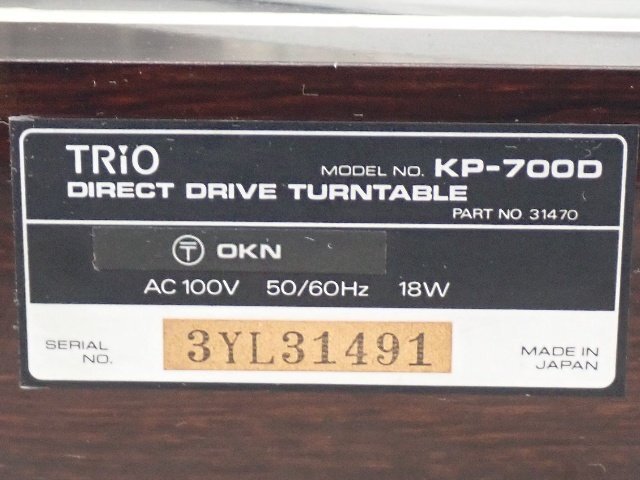 TRiO
MODEL NO. KP-700D
DIRECT DRIVE TURNTABLE
PART NO. 31470
〒 OKN
AC 100V 50/60Hz 18W
SERIAL NO. 3YL31491
MADE IN JAPAN